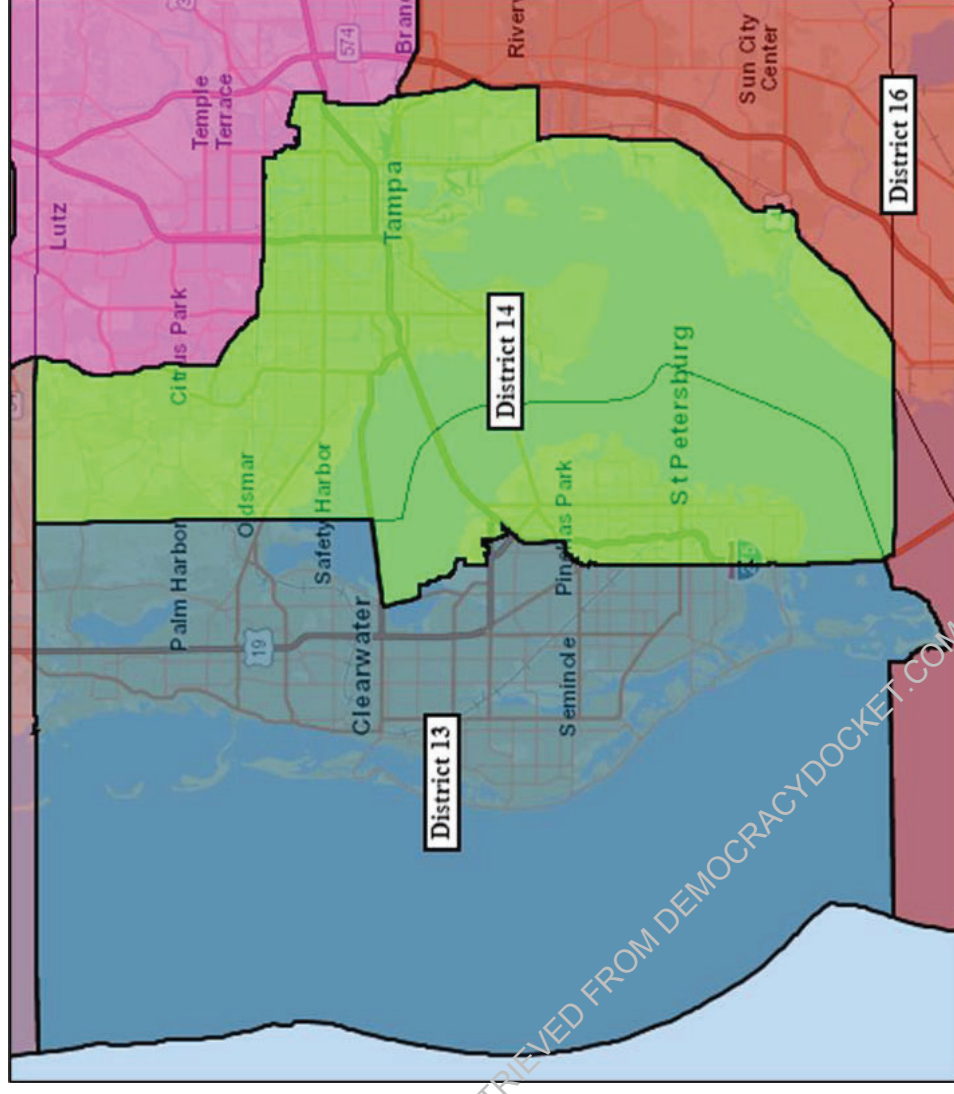 Lutz
Palm Harbor
Citrus Park
Temple
Terrace
Oldsmar
19
Safety Harbor
574
Clearwater
Tampa
Bran
District 13
District 14
River
Seminole
Pinellas Park
St Petersburg
Sun City
Center
District 16
TRIEVED FROM DEMOCRACYDOCKET.COM